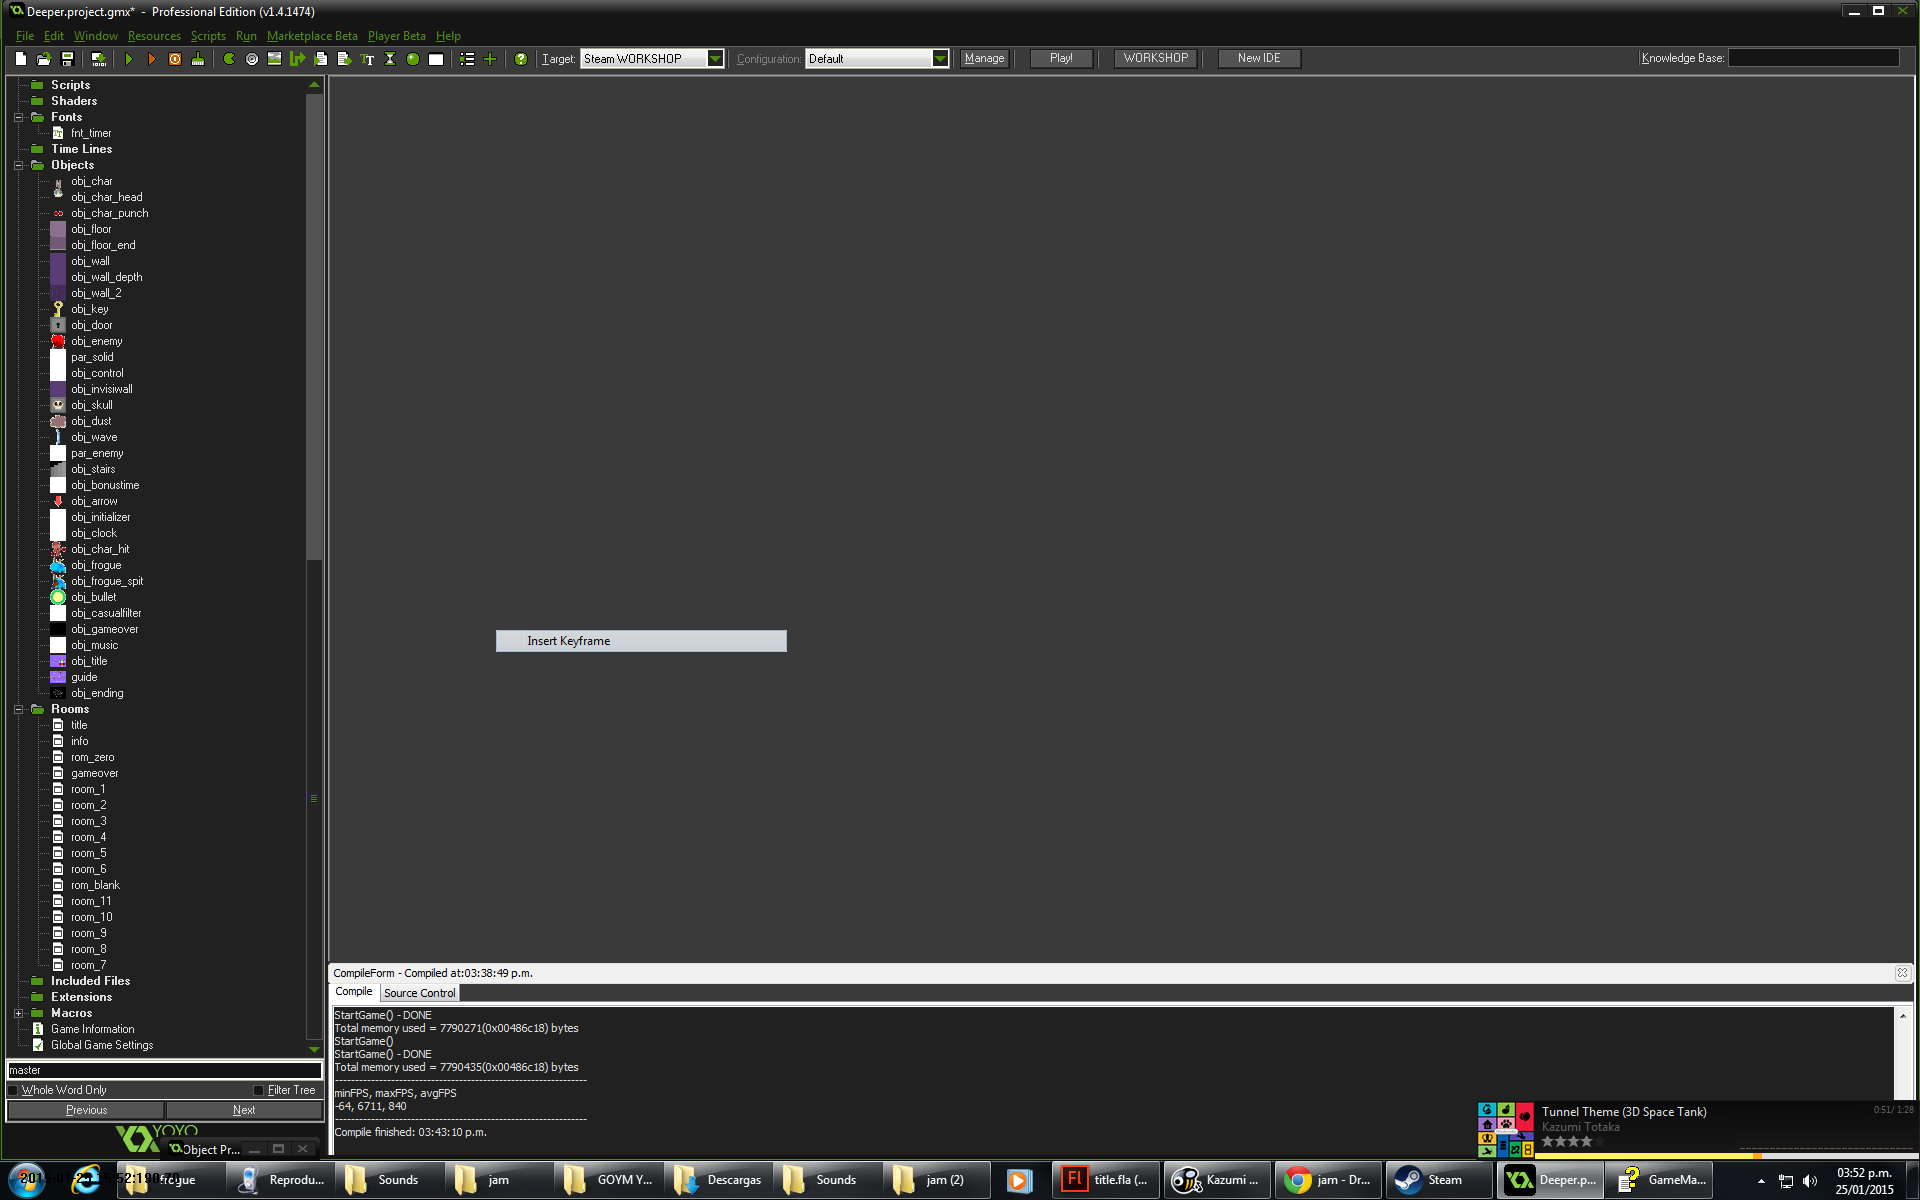 Deeper.project.gmx* - Professional Edition (v1.4.1474)
File Edit Window Resources Scripts Run Marketplace Beta Player Beta Help
Target: Steam WORKSHOP Configuration: Default Manage Play! WORKSHOP New IDE Knowledge Base:
Scripts
Shaders
Fonts
fnt_timer
Time Lines
Objects
obj_char
obj_char_head
obj_char_punch
obj_floor
obj_floor_end
obj_wall
obj_wall_depth
obj_wall_2
obj_key
obj_door
obj_enemy
par_solid
obj_control
obj_invisiwall
obj_skull
obj_dust
obj_wave
par_enemy
obj_stairs
obj_bonustime
obj_arrow
obj_initializer
obj_clock
obj_char_hit
obj_frogue
obj_frogue_spit
obj_bullet
obj_casualfilter
obj_gameover
obj_music
obj_title
guide
obj_ending
Rooms
title
info
rom_zero
gameover
room_1
room_2
room_3
room_4
room_5
room_6
rom_blank
room_11
room_10
room_9
room_8
room_7
Included Files
Extensions
Macros
Game Information
Global Game Settings
master
Whole Word Only Filter Tree
Previous Next
YOYO
Object Pr...
Insert Keyframe
CompileForm - Compiled at:03:38:49 p.m.
Compile Source Control
StartGame() - DONE
Total memory used = 7790271(0x00486c18) bytes
StartGame()
StartGame() - DONE
Total memory used = 7790435(0x00486c18) bytes
minFPS, maxFPS, avgFPS
-64, 6711, 840
Compile finished: 03:43:10 p.m.
Tunnel Theme (3D Space Tank) 0:51/ 1:28
Kazumi Totaka
Reprodu... Sounds jam GOYM Y... Descargas Sounds jam (2) title.fla (... Kazumi ... jam - Dr... Steam Deeper.p... GameMa...
03:52 p.m.
25/01/2015